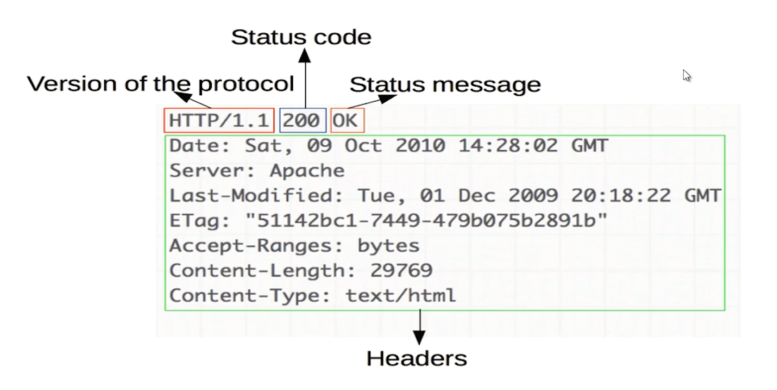 Status code
Version of the protocol Status message
HTTP/1.1 200 OK
Date: Sat, 09 Oct 2010 14:28:02 GMT
Server: Apache
Last-Modified: Tue, 01 Dec 2009 20:18:22 GMT
ETag: "51142bc1-7449-479b075b2891b"
Accept-Ranges: bytes
Content-Length: 29769
Content-Type: text/html
Headers